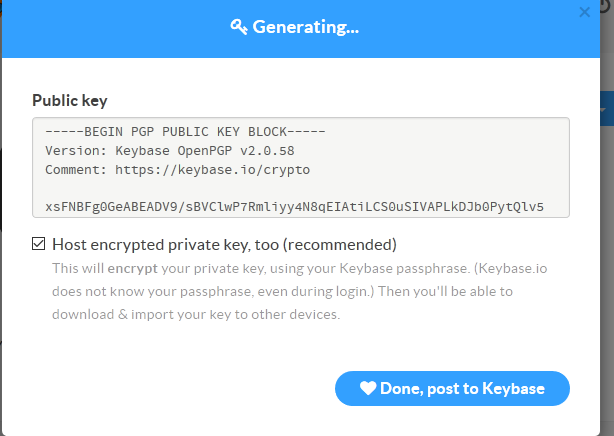 Generating...
Public key
-----BEGIN PGP PUBLIC KEY BLOCK-----
Version: Keybase OpenPGP v2.0.58
Comment: https://keybase.io/crypto
xsFNBFg0GeABEADV9/sBVClwP7Rmliyy4N8qEIAtiLCS0uSIVAPLkDJb0PytQlv5
Host encrypted private key, too (recommended)
This will encrypt your private key, using your Keybase passphrase. (Keybase.io
does not know your passphrase, even during login.) Then you'll be able to
download & import your key to other devices.
Done, post to Keybase